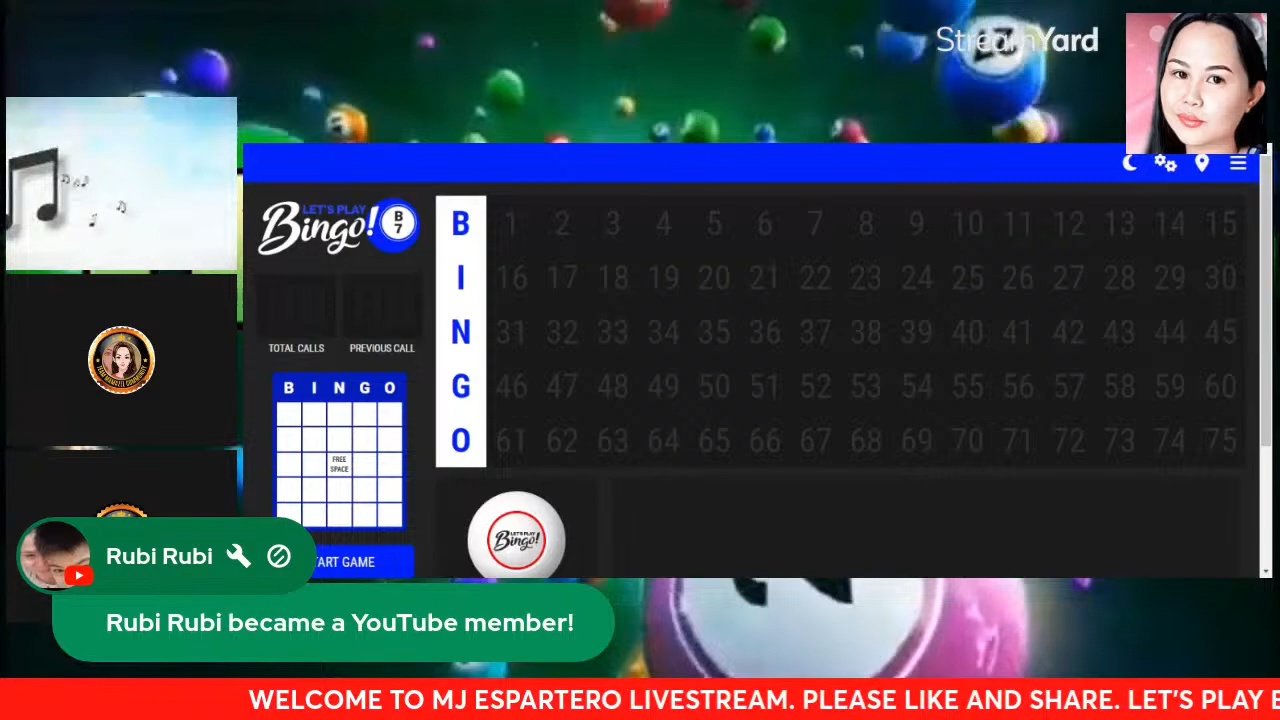 StreamYard
LET'S PLAY
Bingo!
B
7
TOTAL CALLS
PREVIOUS CALL
B I N G O
FREE
SPACE
TART GAME
B 1 2 3 4 5 6 7 8 9 10 11 12 13 14 15
I 16 17 18 19 20 21 22 23 24 25 26 27 28 29 30
N 31 32 33 34 35 36 37 38 39 40 41 42 43 44 45
G 46 47 48 49 50 51 52 53 54 55 56 57 58 59 60
O 61 62 63 64 65 66 67 68 69 70 71 72 73 74 75
LET'S PLAY
Bingo!
Rubi Rubi
Rubi Rubi became a YouTube member!
WELCOME TO MJ ESPARTERO LIVESTREAM. PLEASE LIKE AND SHARE. LET'S PLAY